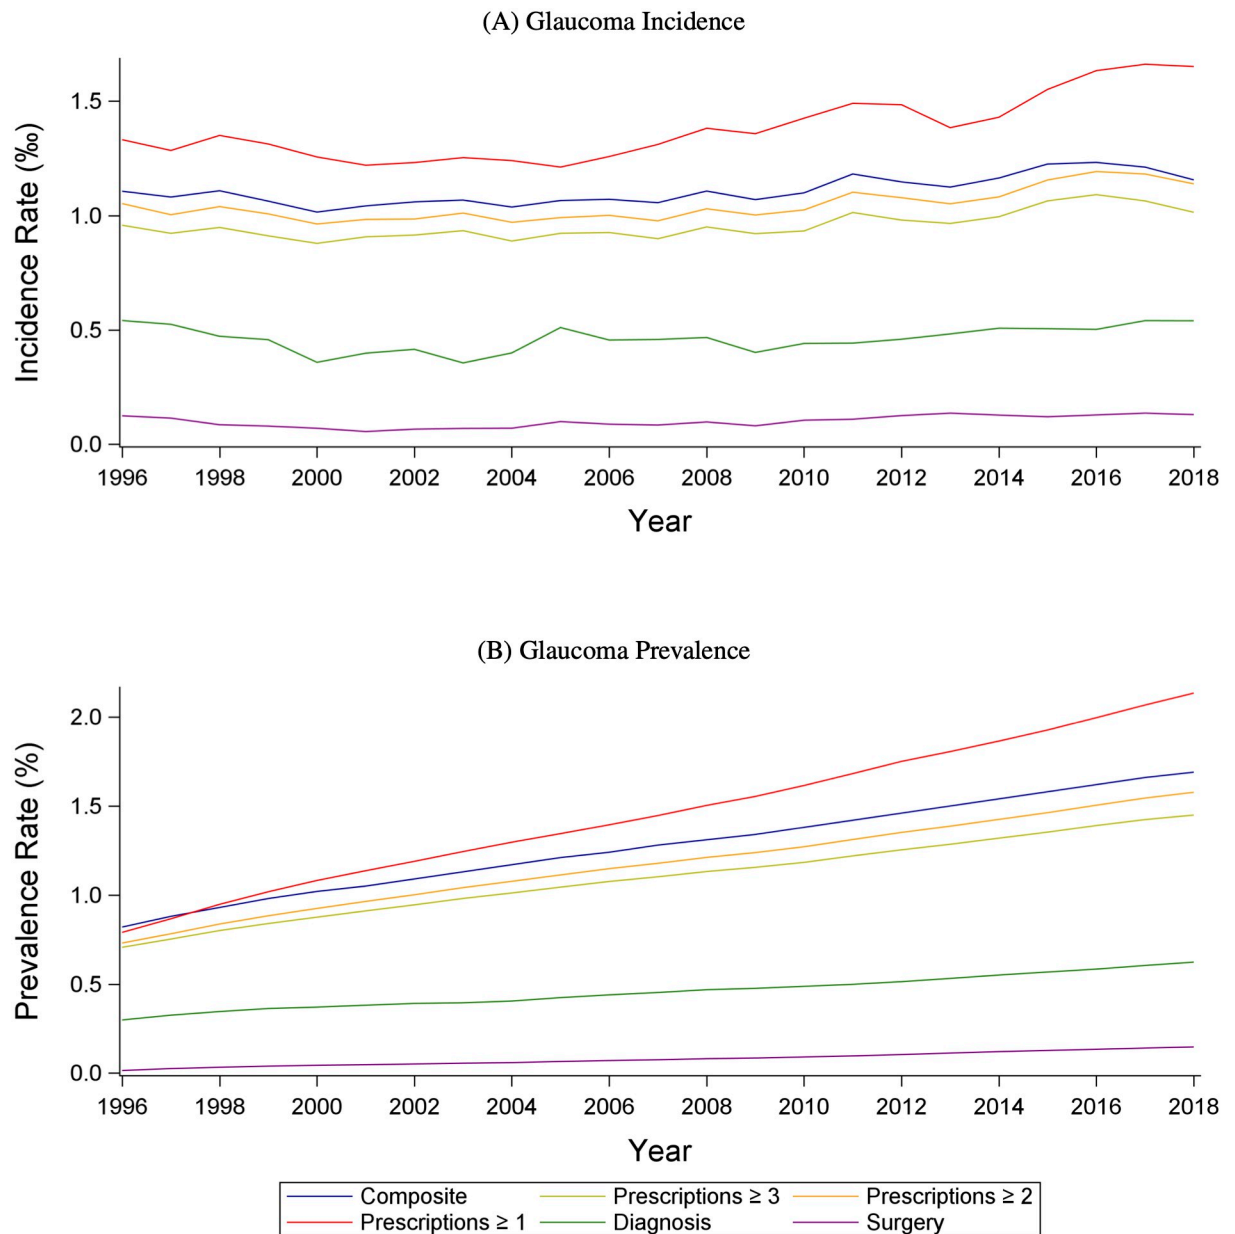 (A) Glaucoma Incidence
Incidence Rate (‰)
1.5
1.0
0.5
0.0
1996 1998 2000 2002 2004 2006 2008 2010 2012 2014 2016 2018
Year
(B) Glaucoma Prevalence
Prevalence Rate (%)
2.0
1.5
1.0
0.5
0.0
1996 1998 2000 2002 2004 2006 2008 2010 2012 2014 2016 2018
Year
Composite Prescriptions ≥ 3 Prescriptions ≥ 2
Prescriptions ≥ 1 Diagnosis Surgery